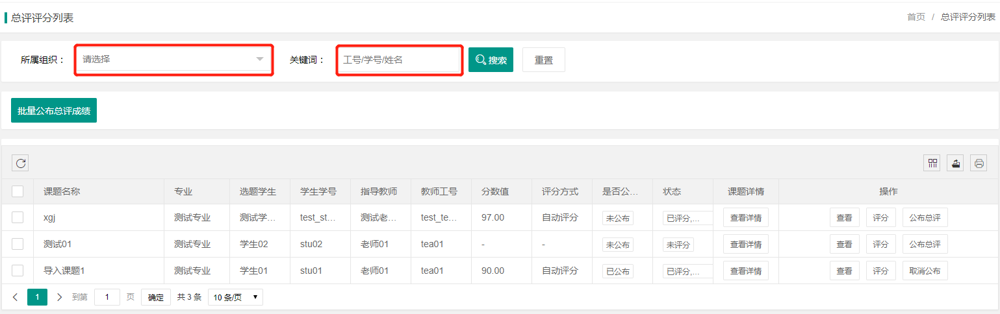 总评评分列表
首页 / 总评评分列表
所属组织： 请选择 关键词： 工号/学号/姓名 搜索 重置
批量公布总评成绩
课题名称 专业 选题学生 学生学号 指导教师 教师工号 分数值 评分方式 是否公... 状态 课题详情 操作
xgj 测试专业 测试学... test_st... 测试老... test_te... 97.00 自动评分 未公布 已评分,... 查看详情 查看 评分 公布总评
测试01 测试专业 学生02 stu02 老师01 tea01 - - 未公布 未评分 查看详情 查看 评分 公布总评
导入课题1 测试专业 学生01 stu01 老师01 tea01 90.00 自动评分 已公布 已评分,... 查看详情 查看 评分 取消公布
1 到第 1 页 确定 共 3 条 10 条/页